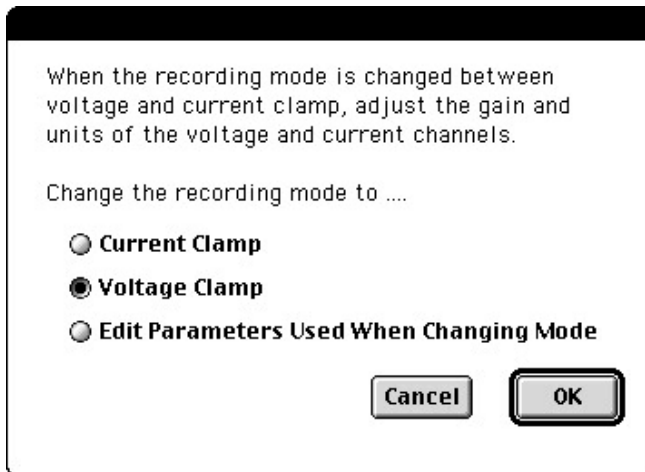 When the recording mode is changed between
voltage and current clamp, adjust the gain and
units of the voltage and current channels.
Change the recording mode to ....
Current Clamp
Voltage Clamp
Edit Parameters Used When Changing Mode
Cancel OK